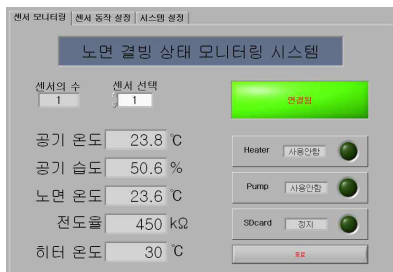 센서 모니터링 센서 동작 설정 시스템 설정
노면 결빙 상태 모니터링 시스템
센서의 수 센서 선택
1 1
연결됨
공기 온도 23.8 ℃
공기 습도 50.6 %
노면 온도 23.6 ℃
전도율 450 kΩ
히터 온도 30 ℃
Heater 사용안함
Pump 사용안함
SDcard 정지
종료